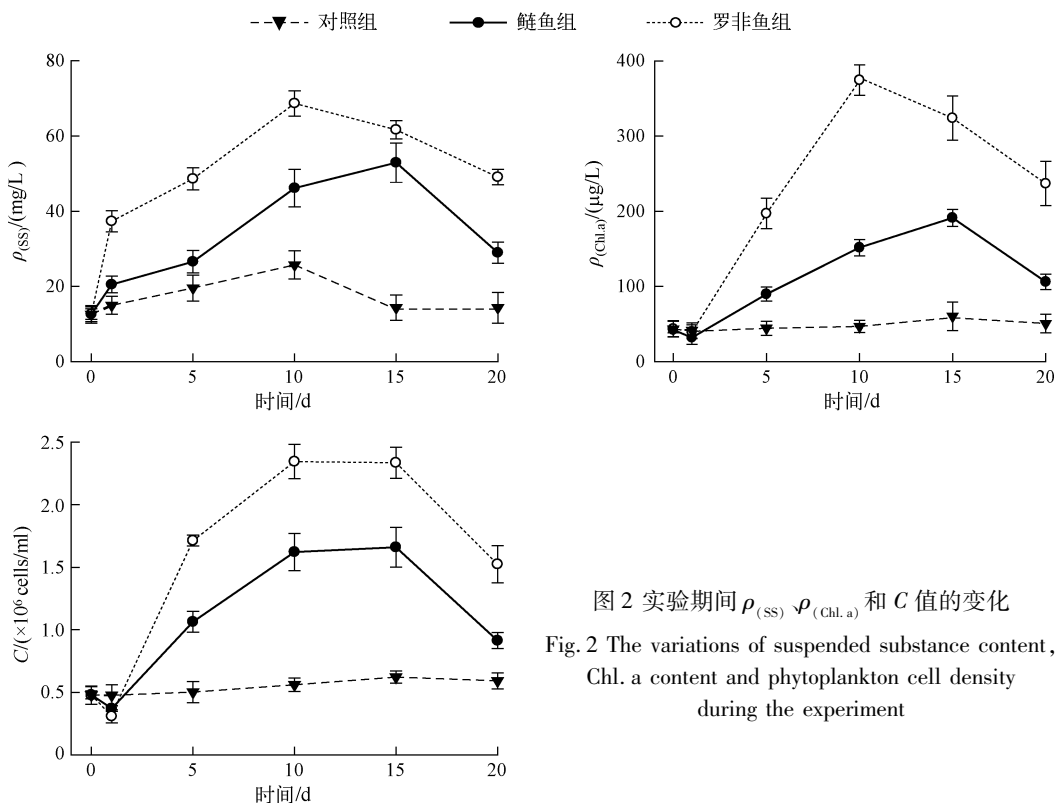 对照组 鲢鱼组 罗非鱼组
80
60
40
20
0
ρ(SS)/(mg/L)
0 5 10 15 20
时间/d
400
300
200
100
0
ρ(Chl.a)/(μg/L)
0 5 10 15 20
时间/d
2.5
2.0
1.5
1.0
0.5
0
C/(×10⁶ cells/ml)
0 5 10 15 20
时间/d
图 2 实验期间 ρ(SS)、ρ(Chl. a) 和 C 值的变化
Fig. 2 The variations of suspended substance content,
Chl. a content and phytoplankton cell density
during the experiment